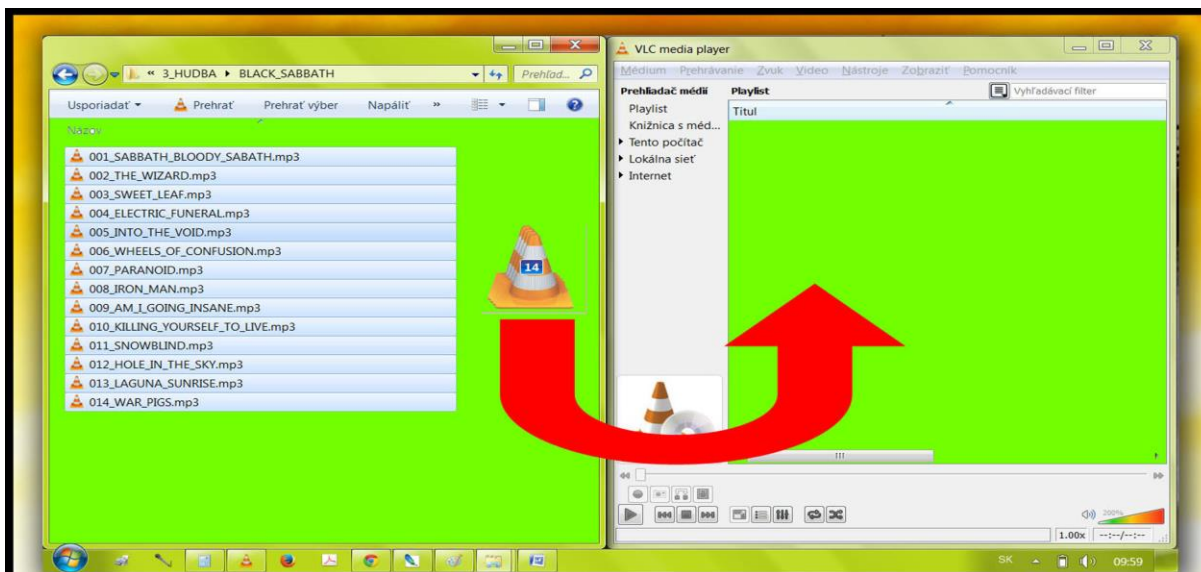 « 3_HUDBA ▸ BLACK_SABBATH
Prehľad...
Usporiadať
Prehrať
Prehrať výber
Napáliť
»
Názov
001_SABBATH_BLOODY_SABATH.mp3
002_THE_WIZARD.mp3
003_SWEET_LEAF.mp3
004_ELECTRIC_FUNERAL.mp3
005_INTO_THE_VOID.mp3
006_WHEELS_OF_CONFUSION.mp3
007_PARANOID.mp3
008_IRON_MAN.mp3
009_AM_I_GOING_INSANE.mp3
010_KILLING_YOURSELF_TO_LIVE.mp3
011_SNOWBLIND.mp3
012_HOLE_IN_THE_SKY.mp3
013_LAGUNA_SUNRISE.mp3
014_WAR_PIGS.mp3
14
VLC media player
Médium Prehrávanie Zvuk Video Nástroje Zobraziť Pomocník
Prehliadač médií
Playlist
Knižnica s méd...
Tento počítač
Lokálna sieť
Internet
Playlist
Vyhľadávací filter
Titul
200%
1.00x
--:--/--:--
SK
09:59